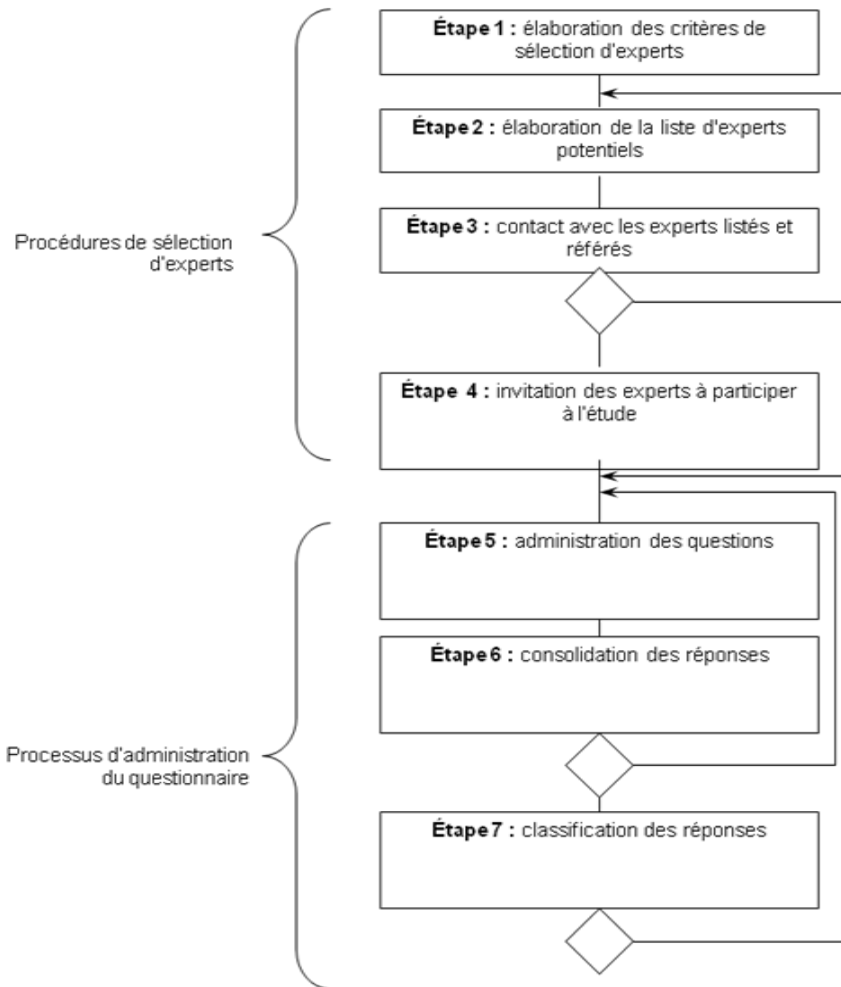 Étape 1 : élaboration des critères de
sélection d'experts
Étape 2 : élaboration de la liste d'experts
potentiels
Étape 3 : contact avec les experts listés et
référés
Procédures de sélection
d'experts
Étape 4 : invitation des experts à participer
à l'étude
Étape 5 : administration des questions
Étape 6 : consolidation des réponses
Processus d'administration
du questionnaire
Étape 7 : classification des réponses